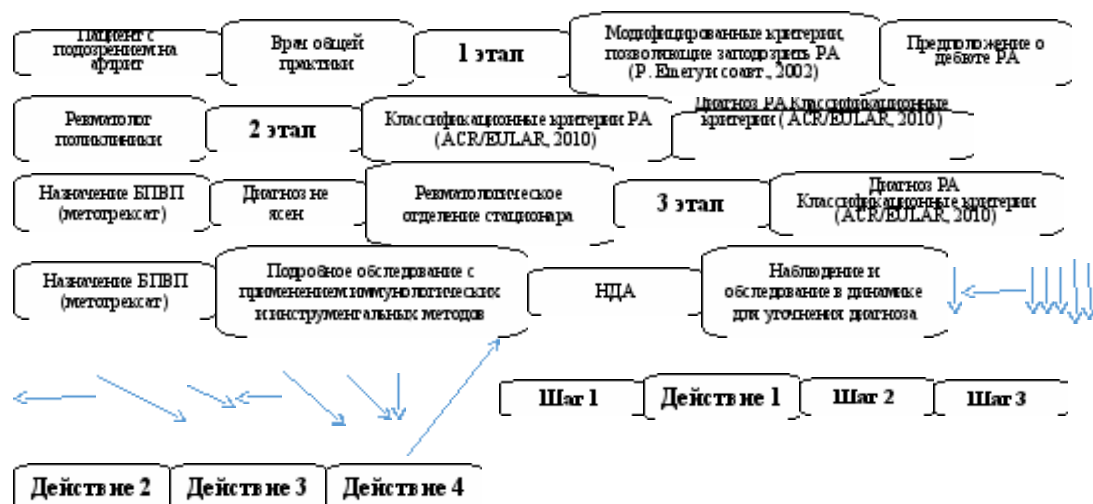 Пациент с
подозрением на
артрит
Врач общей
практики
1 этап
Модифицированные критерии,
позволяющие заподозрить РА
(P. Emery и соавт., 2002)
Предположение о
дебюте РА
Ревматолог
поликлиники
2 этап
Классификационные критерии РА
(ACR/EULAR, 2010)
Диагноз РА Классификационные
критерии ( ACR/EULAR, 2010)
Назначение БПВП
(метотрексат)
Диагноз не
ясен
Ревматологическое
отделение стационара
3 этап
Диагноз РА
Классификационные критерии
(ACR/EULAR, 2010)
Назначение БПВП
(метотрексат)
Подробное обследование с
применением иммунологических
и инструментальных методов
НДА
Наблюдение и
обследование в динамике
для уточнения диагноза
Шаг 1
Действие 1
Шаг 2
Шаг 3
Действие 2
Действие 3
Действие 4